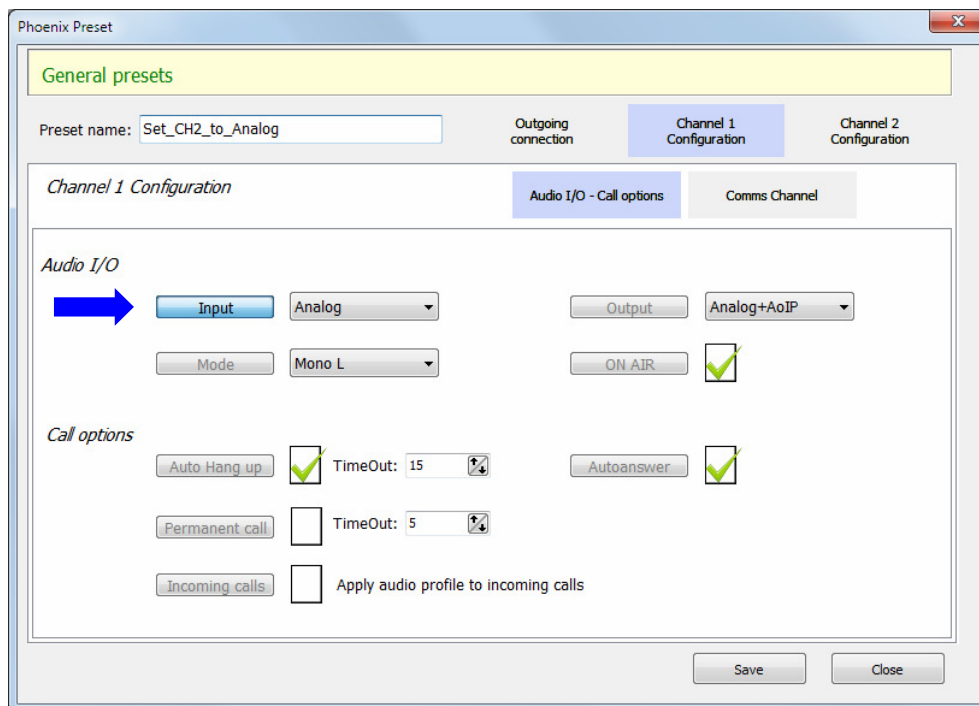 Phoenix Preset
General presets
Preset name: Set_CH2_to_Analog
Outgoing
connection
Channel 1
Configuration
Channel 2
Configuration
Channel 1 Configuration
Audio I/O - Call options
Comms Channel
Audio I/O
Input Analog Output Analog+AoIP
Mode Mono L ON AIR
Call options
Auto Hang up TimeOut: 15 Autoanswer
Permanent call TimeOut: 5
Incoming calls Apply audio profile to incoming calls
Save Close